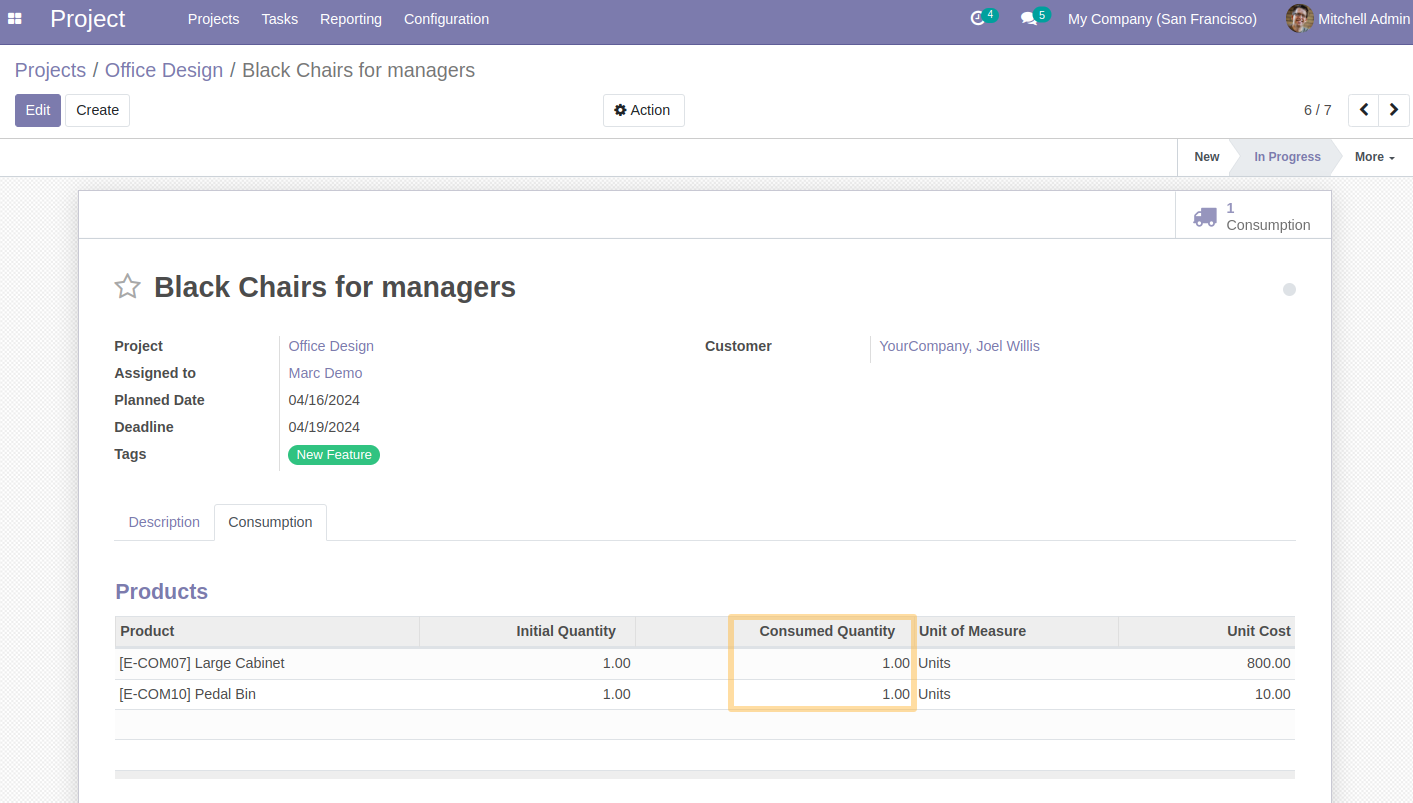 Project Projects Tasks Reporting Configuration 4 5 My Company (San Francisco) Mitchell Admin
Projects / Office Design / Black Chairs for managers
Edit Create Action 6 / 7
New In Progress More
1
Consumption
Black Chairs for managers
Project Office Design Customer YourCompany, Joel Willis
Assigned to Marc Demo
Planned Date 04/16/2024
Deadline 04/19/2024
Tags New Feature
Description Consumption
Products
Product Initial Quantity Consumed Quantity Unit of Measure Unit Cost
[E-COM07] Large Cabinet 1.00 1.00 Units 800.00
[E-COM10] Pedal Bin 1.00 1.00 Units 10.00